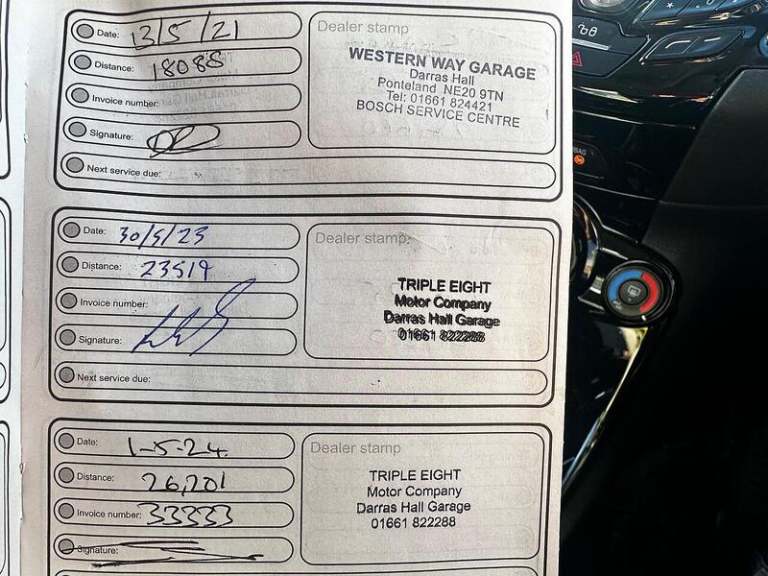 Date: 13/5/21
Distance: 18088
Invoice number:
Signature:
Next service due:
Dealer stamp
WESTERN WAY GARAGE
Darras Hall
Ponteland NE20 9TN
Tel: 01661 824421
BOSCH SERVICE CENTRE
Date: 30/5/23
Distance: 23519
Invoice number:
Signature:
Next service due:
Dealer stamp:
TRIPLE EIGHT
Motor Company
Darras Hall Garage
01661 822288
Date: 1-5-24
Distance: 26,201
Invoice number: 33333
Signature:
Dealer stamp
TRIPLE EIGHT
Motor Company
Darras Hall Garage
01661 822288